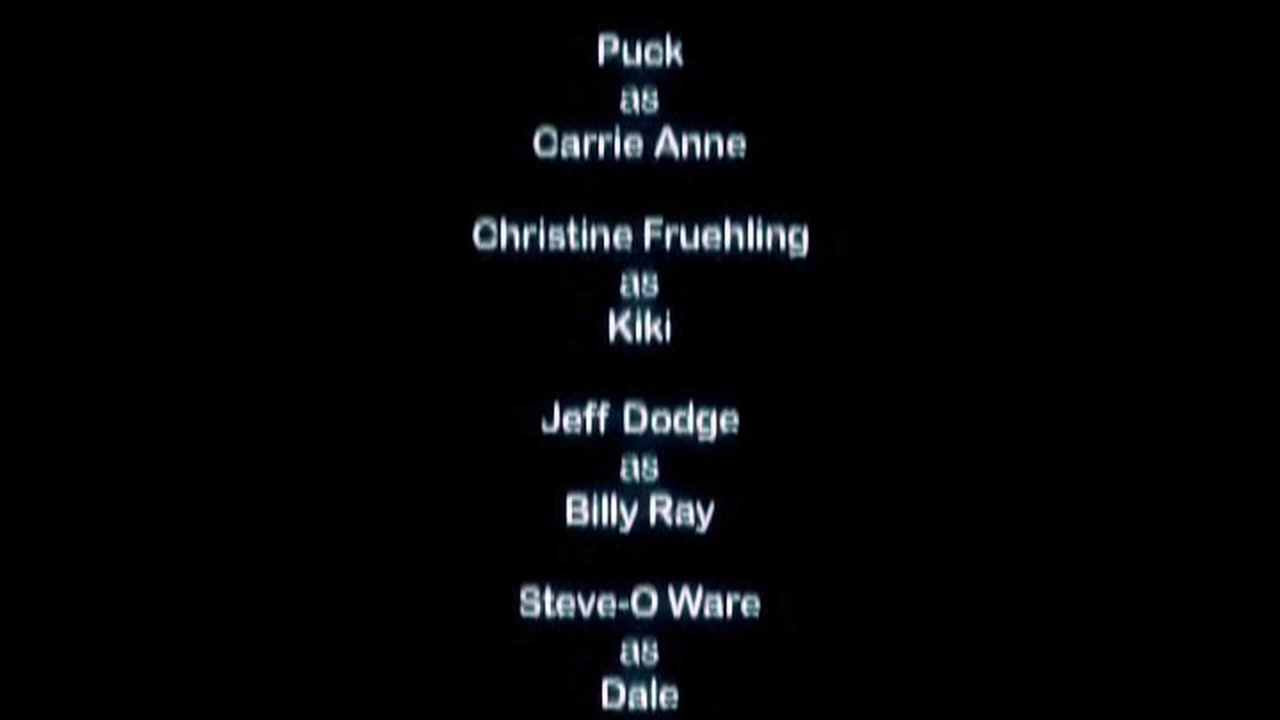 Puck
as
Carrie Anne
Christine Fruehling
as
Kiki
Jeff Dodge
as
Billy Ray
Steve-O Ware
as
Dale